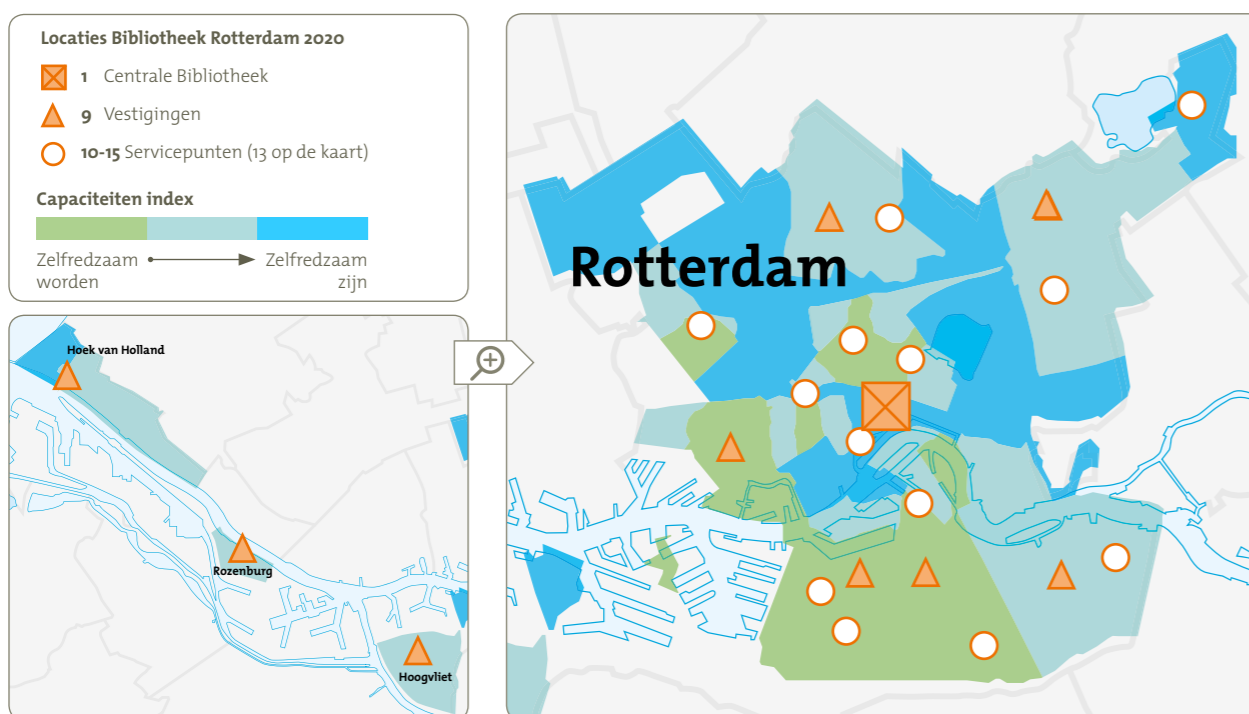 Locaties Bibliotheek Rotterdam 2020
1 Centrale Bibliotheek
9 Vestigingen
10-15 Servicepunten (13 op de kaart)
Capaciteiten index
Zelfredzaam worden
Zelfredzaam zijn
Hoek van Holland
Rozenburg
Hoogvliet
Rotterdam